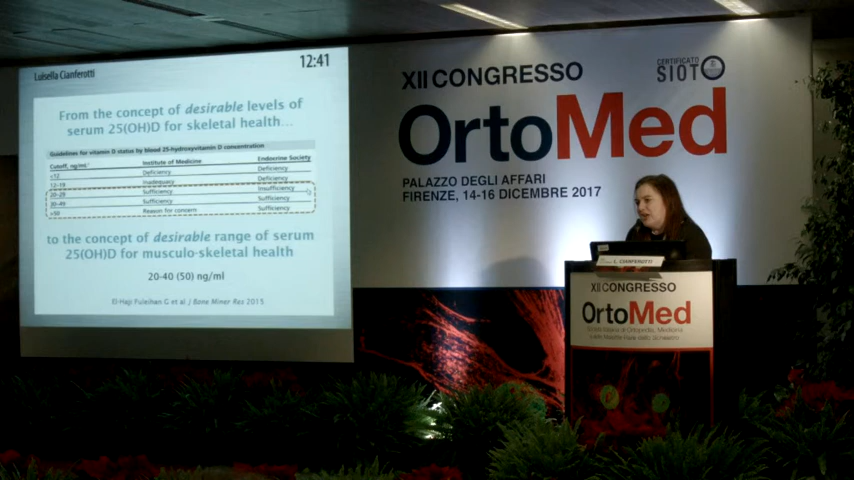 Luisella Cianferotti
12:41
From the concept of desirable levels of
serum 25(OH)D for skeletal health...
Guidelines for vitamin D status by blood 25-hydroxyvitamin D concentration
Cutoff, ng/mL Institute of Medicine Endocrine Society
<12 Deficiency Deficiency
12-19 Inadequacy Deficiency
20-29 Sufficiency Insufficiency
30-49 Sufficiency Sufficiency
>50 Reason for concern Sufficiency
to the concept of desirable range of serum
25(OH)D for musculo-skeletal health
20-40 (50) ng/ml
El-Hajj Fuleihan G et al J Bone Miner Res 2015
XII CONGRESSO
CERTIFICATO
SIOT
OrtoMed
PALAZZO DEGLI AFFARI
FIRENZE, 14-16 DICEMBRE 2017
L. CIANFEROTTI
XII CONGRESSO
OrtoMed